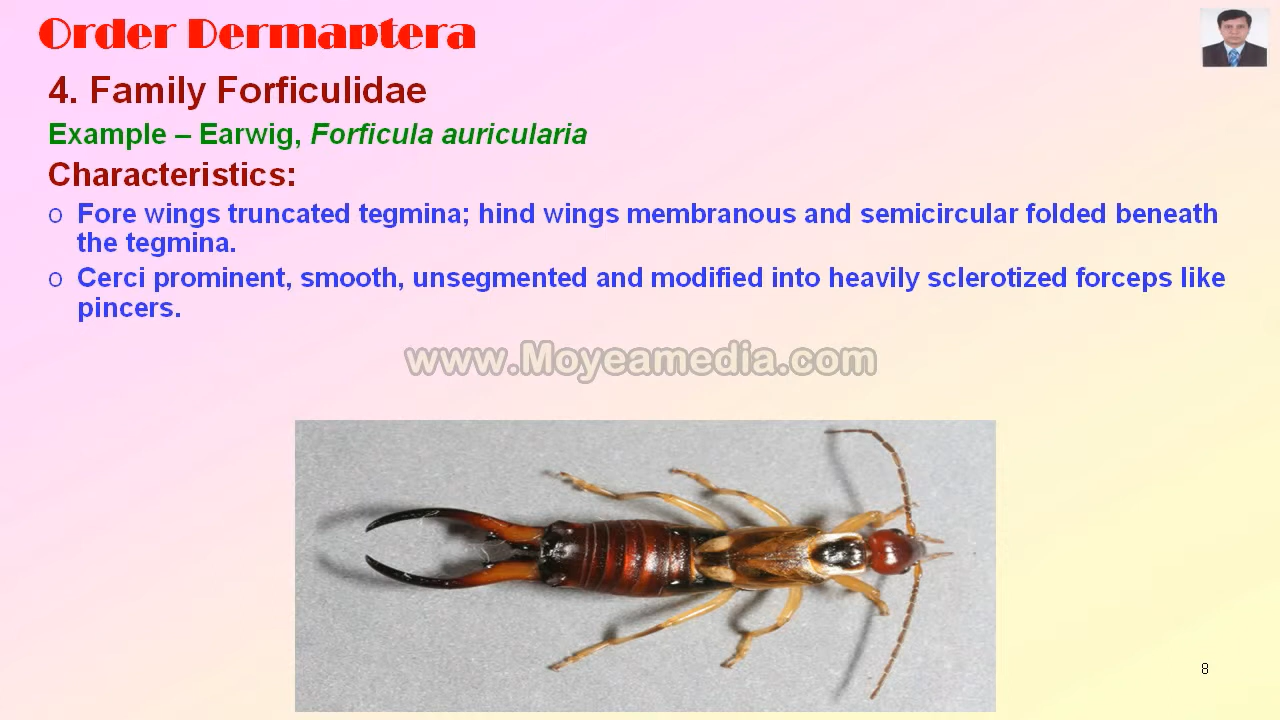 Order Dermaptera
4. Family Forficulidae
Example – Earwig, Forficula auricularia
Characteristics:
o Fore wings truncated tegmina; hind wings membranous and semicircular folded beneath
the tegmina.
o Cerci prominent, smooth, unsegmented and modified into heavily sclerotized forceps like
pincers.
www.Moyeamedia.com
8